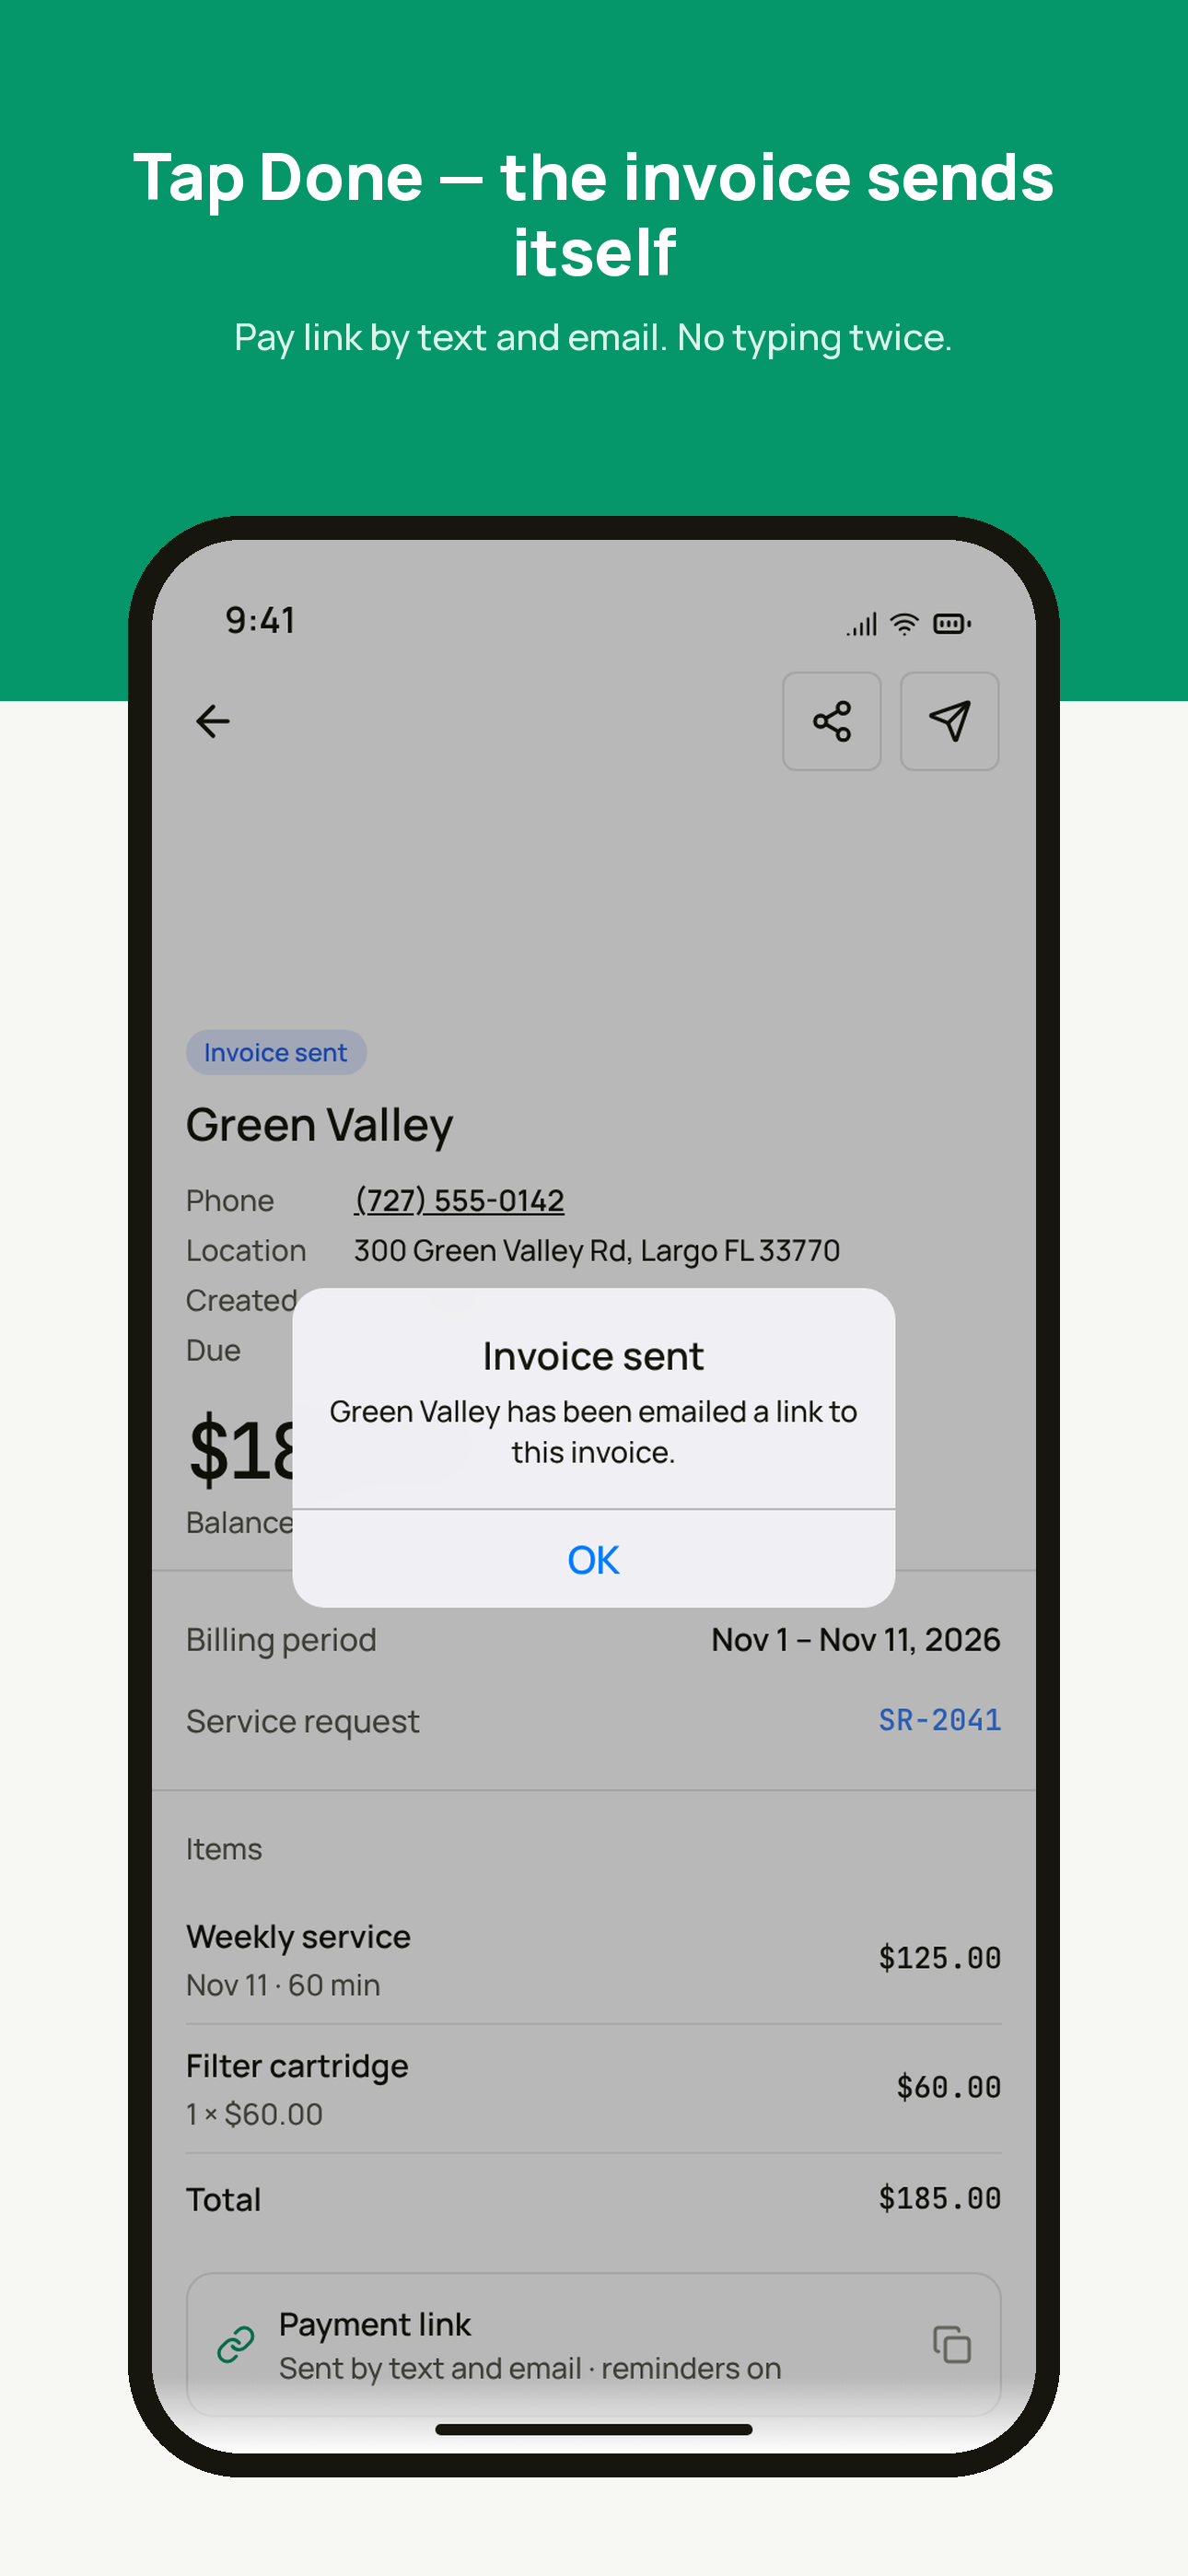 Tap Done — the invoice sends
itself
Pay link by text and email. No typing twice.
9:41
Invoice sent
Green Valley
Phone (727) 555-0142
Location 300 Green Valley Rd, Largo FL 33770
Created
Due
$18
Balance
Invoice sent
Green Valley has been emailed a link to
this invoice.
OK
Billing period Nov 1 – Nov 11, 2026
Service request SR-2041
Items
Weekly service $125.00
Nov 11 · 60 min
Filter cartridge $60.00
1 × $60.00
Total $185.00
Payment link
Sent by text and email · reminders on